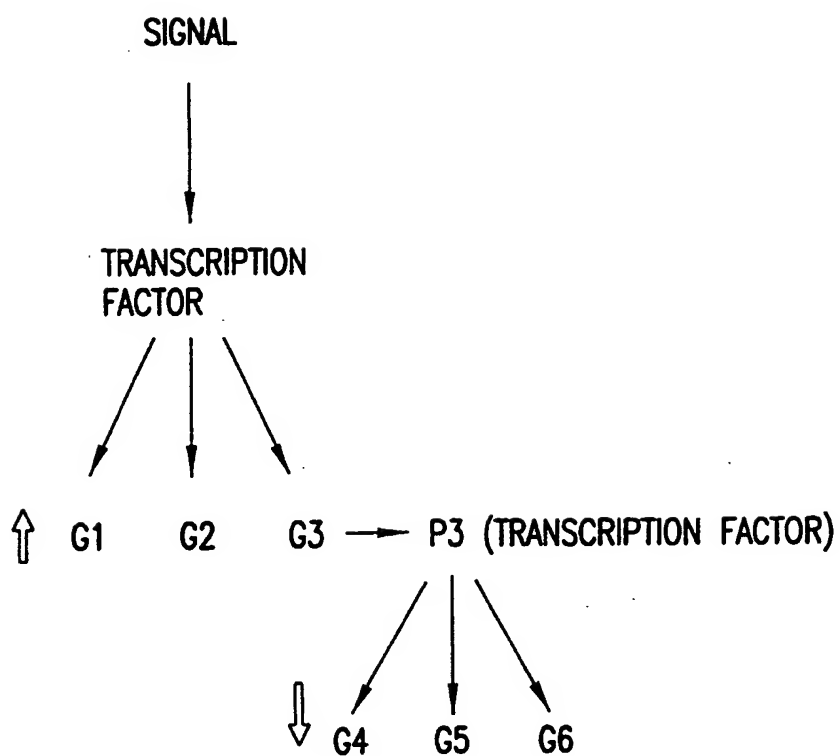 SIGNAL
TRANSCRIPTION
FACTOR
G1 G2 G3 P3 (TRANSCRIPTION FACTOR)
G4 G5 G6